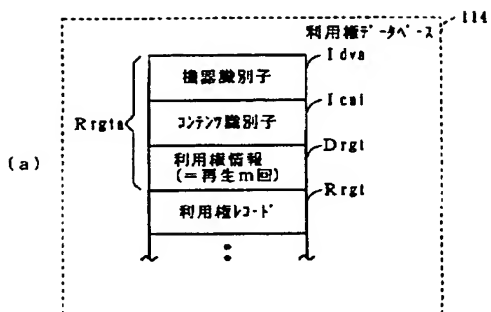 114
利用権データベース
Idva
機器識別子
Rrgta
Icnt
コンテンツ識別子
(a)
Drgt
利用権情報
(=再生m回)
Rrgt
利用権レコード